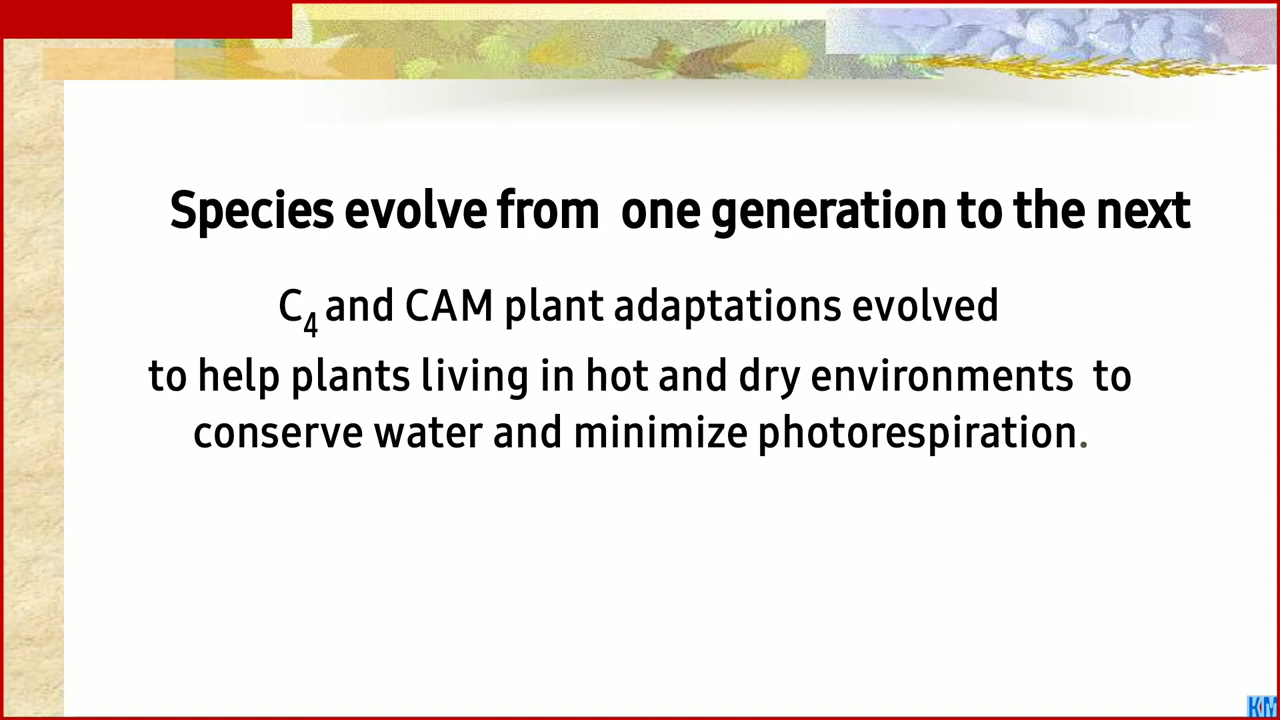 Species evolve from  one generation to the next
C₄ and CAM plant adaptations evolved
to help plants living in hot and dry environments  to
conserve water and minimize photorespiration.
KIM